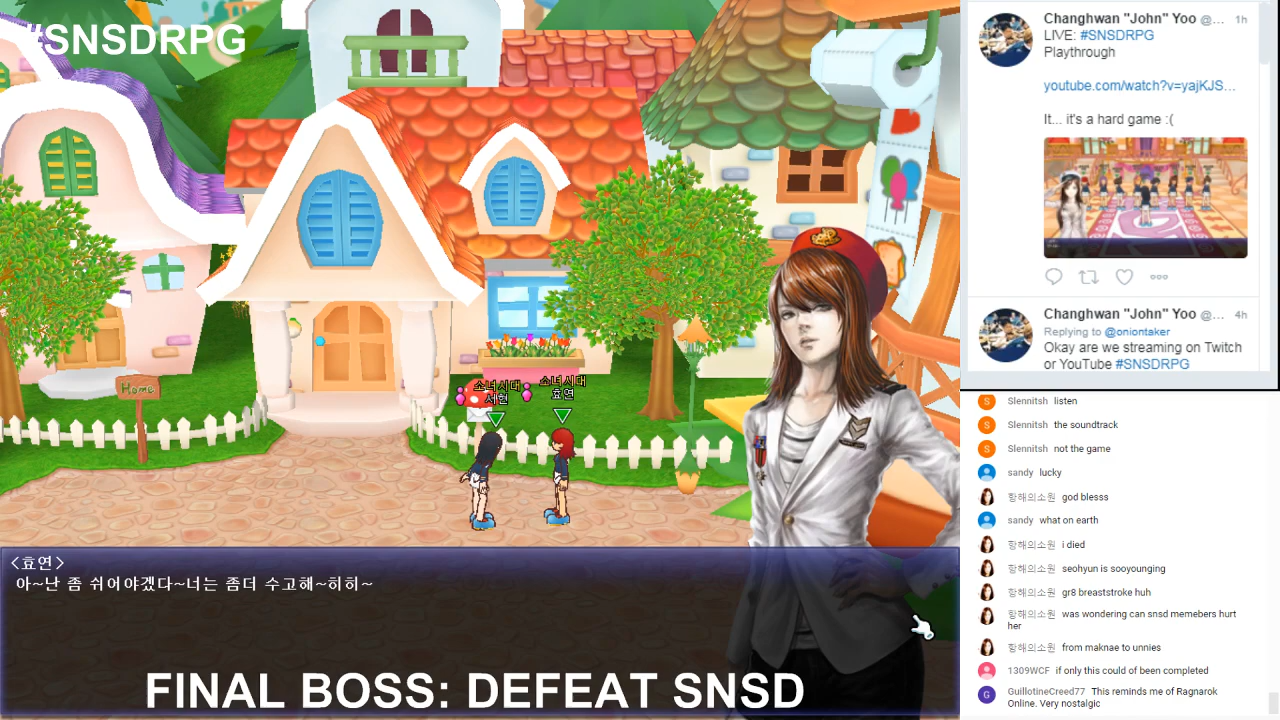 #SNSDRPG
Home
소녀시대
서현
소녀시대
효연
<효연>
아~난 좀 쉬어야겠다~너는 좀더 수고해~히히~
FINAL BOSS: DEFEAT SNSD
Changhwan "John" Yoo @... 1h
LIVE: #SNSDRPG
Playthrough
youtube.com/watch?v=yajKJS...
It... it's a hard game :(
Changhwan "John" Yoo @... 4h
Replying to @oniontaker
Okay are we streaming on Twitch
or YouTube #SNSDRPG
S Slennitsh listen
S Slennitsh the soundtrack
S Slennitsh not the game
sandy lucky
항해의소원 god blesss
sandy what on earth
항해의소원 i died
항해의소원 seohyun is sooyounging
항해의소원 gr8 breaststroke huh
항해의소원 was wondering can snsd memebers hurt
her
항해의소원 from maknae to unnies
1309WCF if only this could of been completed
G GuillotineCreed77 This reminds me of Ragnarok
Online. Very nostalgic